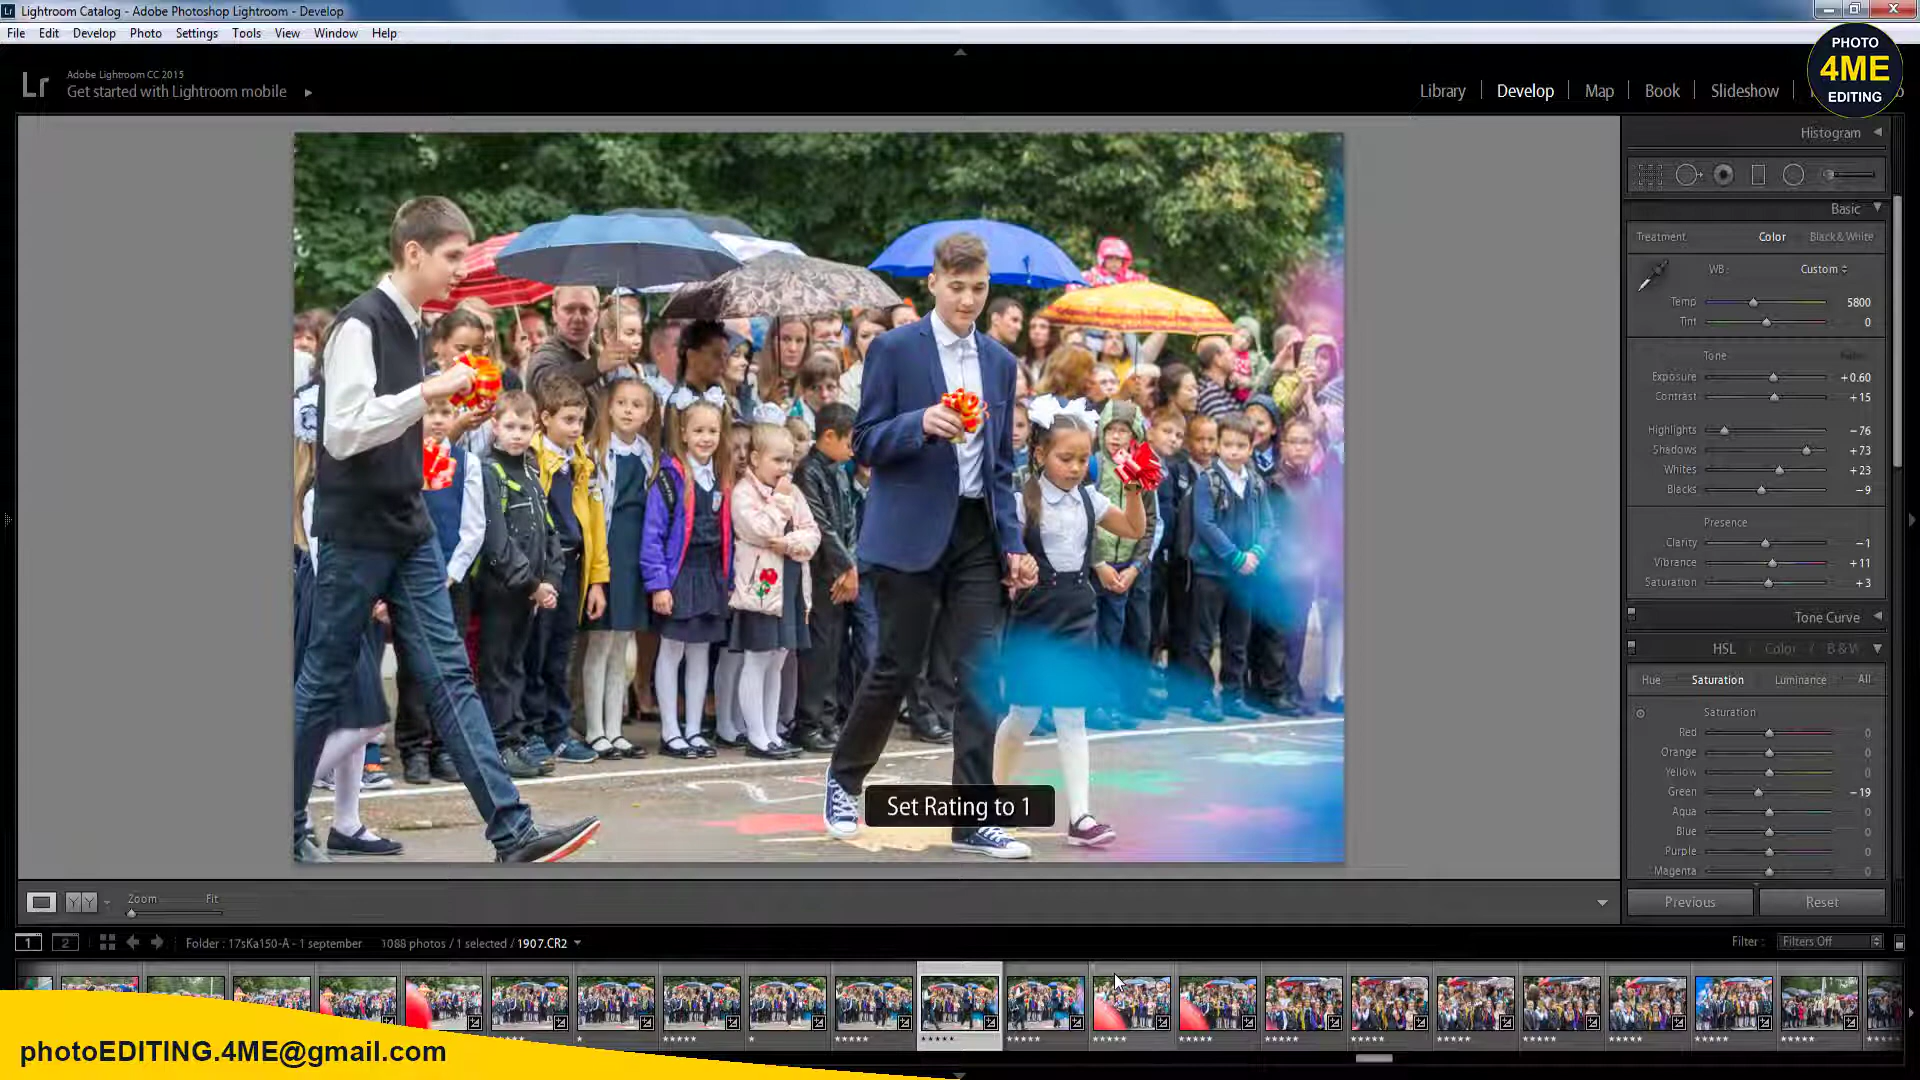 Lightroom Catalog - Adobe Photoshop Lightroom - Develop
File Edit Develop Photo Settings Tools View Window Help
PHOTO
4ME
EDITING
Adobe Lightroom CC 2015
Lr Get started with Lightroom mobile
Library Develop Map Book Slideshow
Histogram
Basic
Treatment Color Black & White
WB: Custom
Temp 5800
Tint 0
Tone
Exposure +0.60
Contrast +15
Highlights −76
Shadows +73
Whites +23
Blacks −9
Presence
Clarity −1
Vibrance +11
Saturation +3
Tone Curve
HSL / Color / B & W
Hue Saturation Luminance All
Saturation
Red 0
Orange 0
Yellow 0
Green −19
Aqua 0
Blue 0
Purple 0
Magenta 0
Set Rating to 1
Zoom Fit
Previous Reset
1 2 Folder : 17sKa150-A - 1 september 1088 photos / 1 selected / 1907.CR2
Filter : Filters Off
photoEDITING.4ME@gmail.com